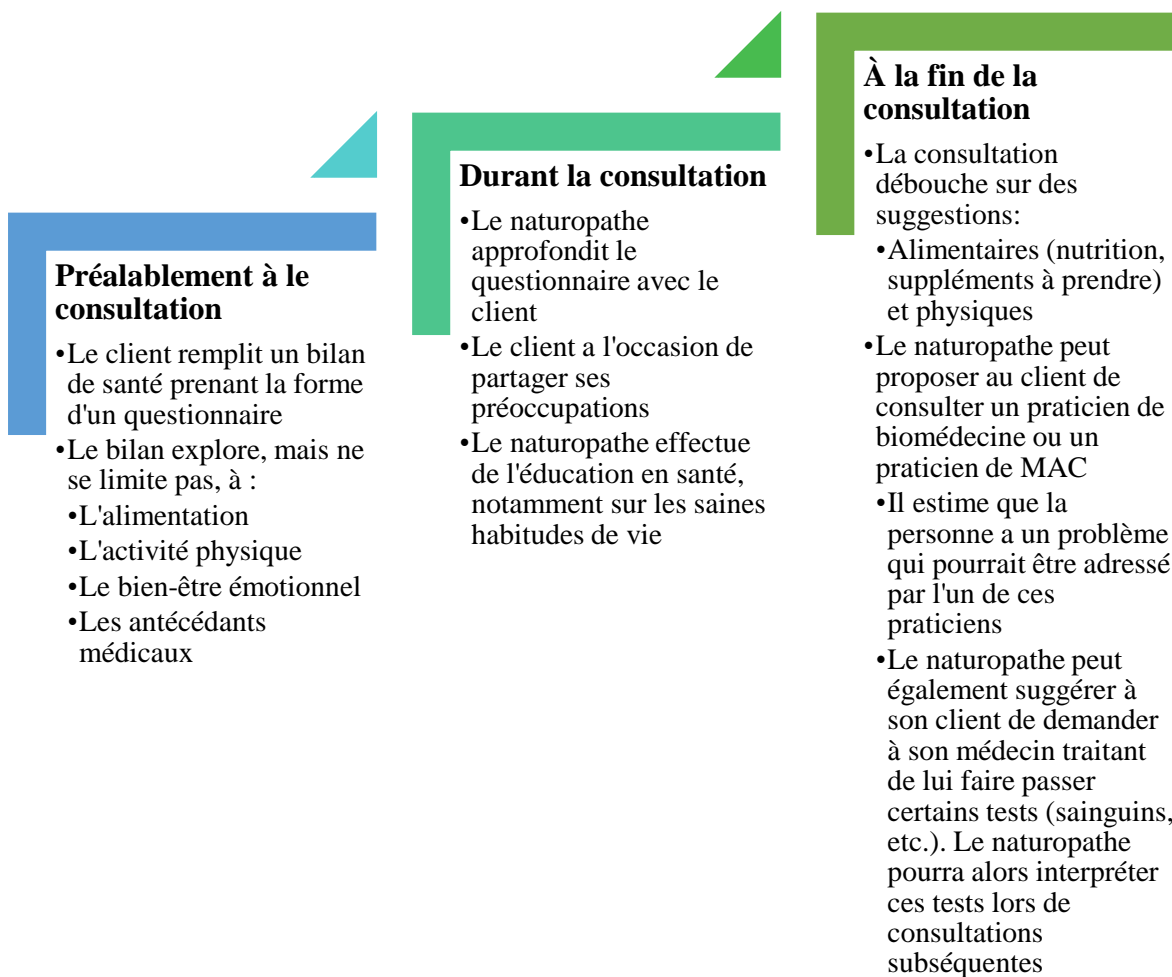 Préalablement à le
consultation
•Le client remplit un bilan
de santé prenant la forme
d'un questionnaire
•Le bilan explore, mais ne
se limite pas, à :
•L'alimentation
•L'activité physique
•Le bien-être émotionnel
•Les antécédants
médicaux
Durant la consultation
•Le naturopathe
approfondit le
questionnaire avec le
client
•Le client a l'occasion de
partager ses
préoccupations
•Le naturopathe effectue
de l'éducation en santé,
notamment sur les saines
habitudes de vie
À la fin de la
consultation
•La consultation
débouche sur des
suggestions:
•Alimentaires (nutrition,
suppléments à prendre)
et physiques
•Le naturopathe peut
proposer au client de
consulter un praticien de
biomédecine ou un
praticien de MAC
•Il estime que la
personne a un problème
qui pourrait être adressé
par l'un de ces
praticiens
•Le naturopathe peut
également suggérer à
son client de demander
à son médecin traitant
de lui faire passer
certains tests (sainguins,
etc.). Le naturopathe
pourra alors interpréter
ces tests lors de
consultations
subséquentes